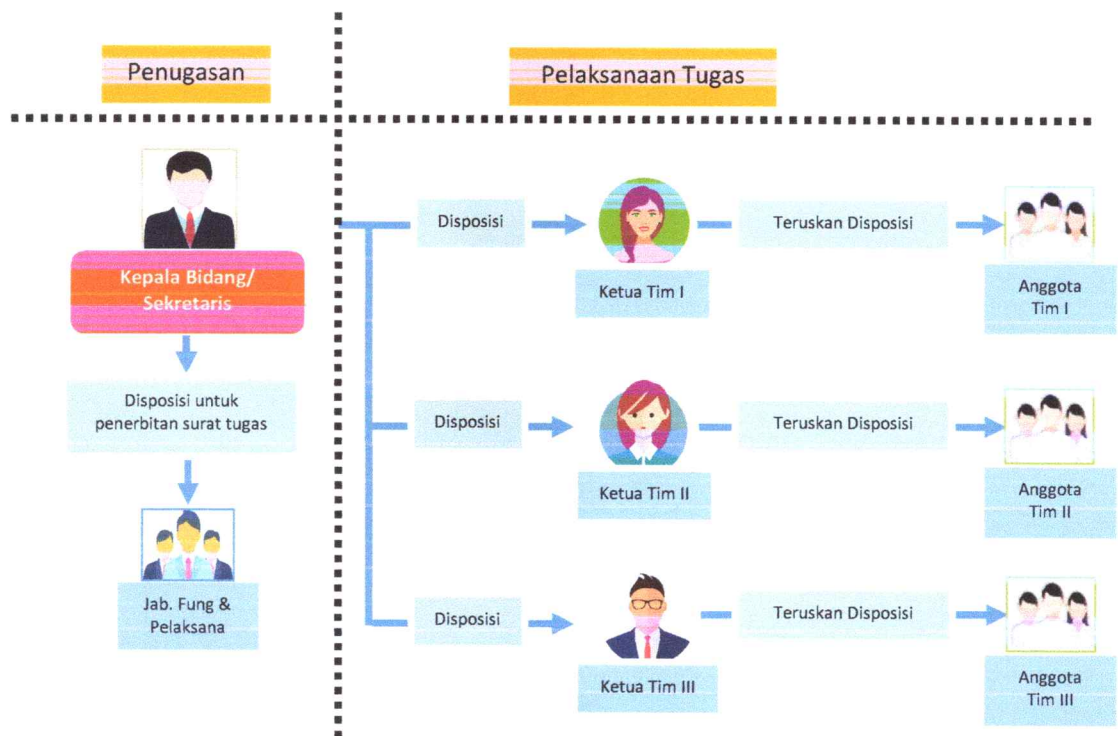 Penugasan
Pelaksanaan Tugas
Kepala Bidang/
Sekretaris
Disposisi untuk
penerbitan surat tugas
Jab. Fung &
Pelaksana
Disposisi
Ketua Tim I
Teruskan Disposisi
Anggota
Tim I
Disposisi
Ketua Tim II
Teruskan Disposisi
Anggota
Tim II
Disposisi
Ketua Tim III
Teruskan Disposisi
Anggota
Tim III